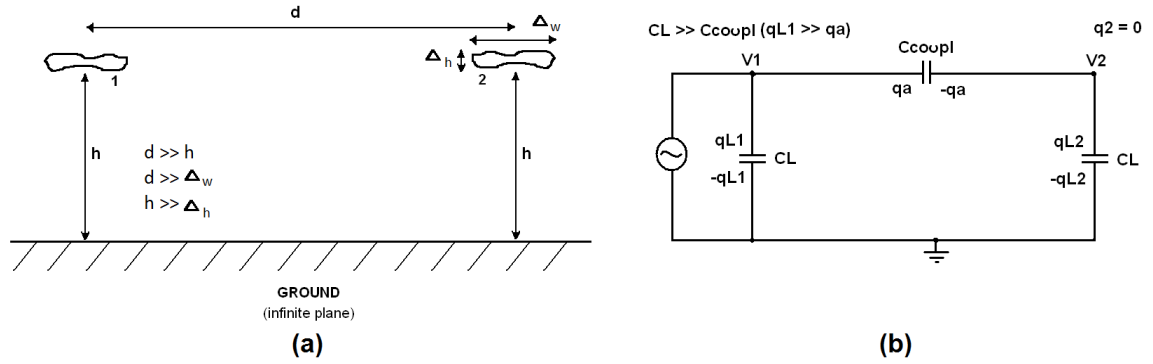 d
Δw
Δh
1
2
h
h
d >> h
d >> Δw
h >> Δh
GROUND
(infinite plane)
(a)
CL >> Ccoupl (qL1 >> qa)
q2 = 0
Ccoupl
V1
V2
qa
-qa
qL1
CL
-qL1
qL2
CL
-qL2
(b)